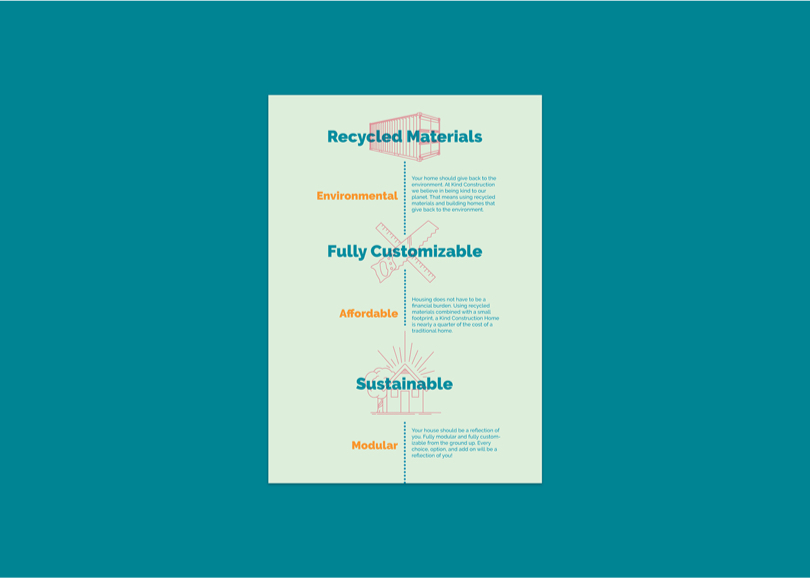 Recycled Materials
Environmental
Your home should give back to the
environment. At Kind Construction
we believe in being kind to our
planet. That means using recycled
materials and building homes that
give back to the environment.
Fully Customizable
Affordable
Housing does not have to be a
financial burden. Using recycled
materials combined with a small
footprint, a Kind Construction Home
is nearly a quarter of the cost of a
traditional home.
Sustainable
Modular
Your house should be a reflection of
you. Fully modular and fully custom-
izable from the ground up. Every
choice, option, and add on will be a
reflection of you!